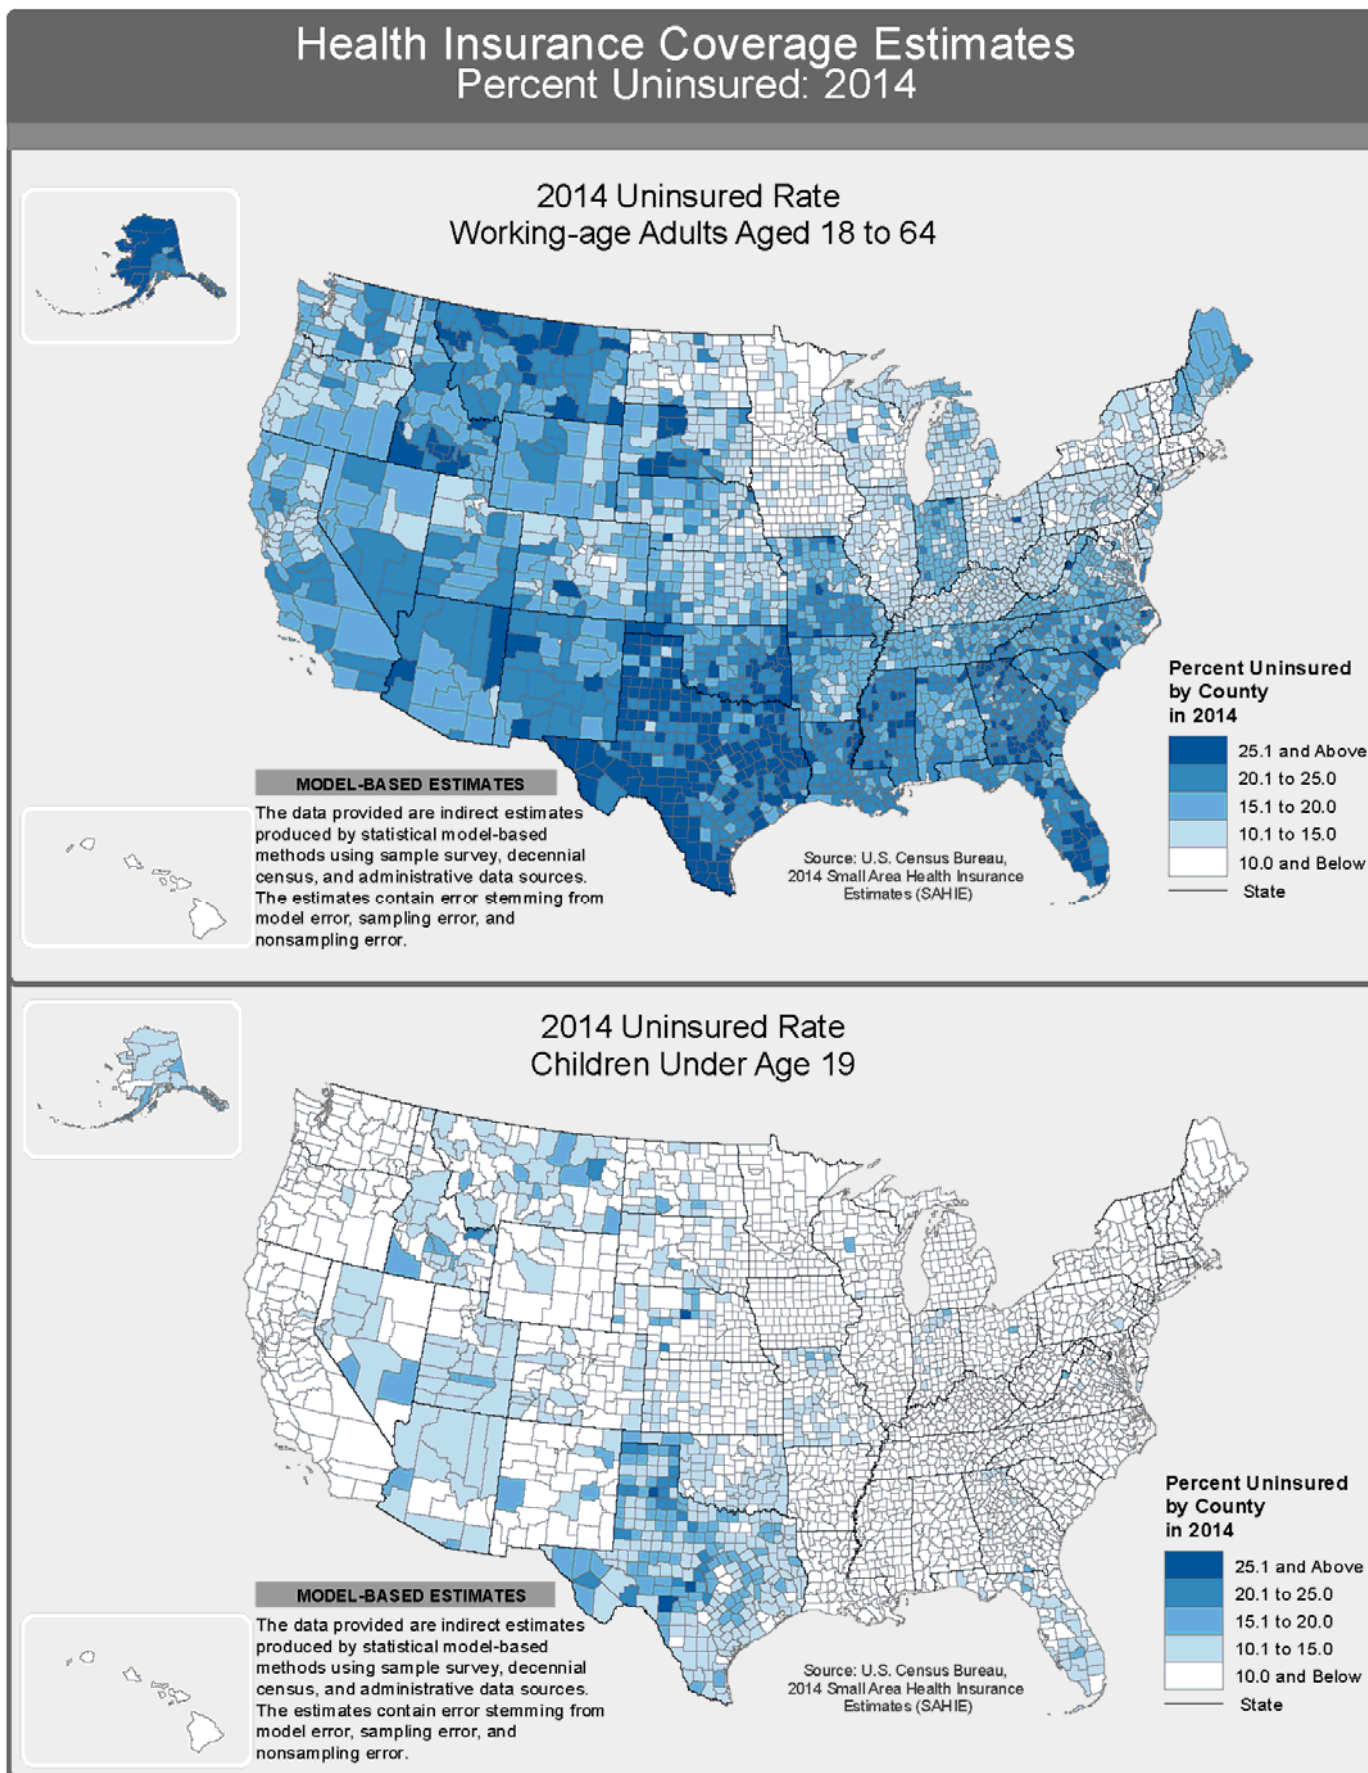 Health Insurance Coverage Estimates
Percent Uninsured: 2014
2014 Uninsured Rate
Working-age Adults Aged 18 to 64
MODEL-BASED ESTIMATES
The data provided are indirect estimates
produced by statistical model-based
methods using sample survey, decennial
census, and administrative data sources.
The estimates contain error stemming from
model error, sampling error, and
nonsampling error.
Source: U.S. Census Bureau,
2014 Small Area Health Insurance
Estimates (SAHIE)
Percent Uninsured
by County
in 2014
25.1 and Above
20.1 to 25.0
15.1 to 20.0
10.1 to 15.0
10.0 and Below
State
2014 Uninsured Rate
Children Under Age 19
MODEL-BASED ESTIMATES
The data provided are indirect estimates
produced by statistical model-based
methods using sample survey, decennial
census, and administrative data sources.
The estimates contain error stemming from
model error, sampling error, and
nonsampling error.
Source: U.S. Census Bureau,
2014 Small Area Health Insurance
Estimates (SAHIE)
Percent Uninsured
by County
in 2014
25.1 and Above
20.1 to 25.0
15.1 to 20.0
10.1 to 15.0
10.0 and Below
State